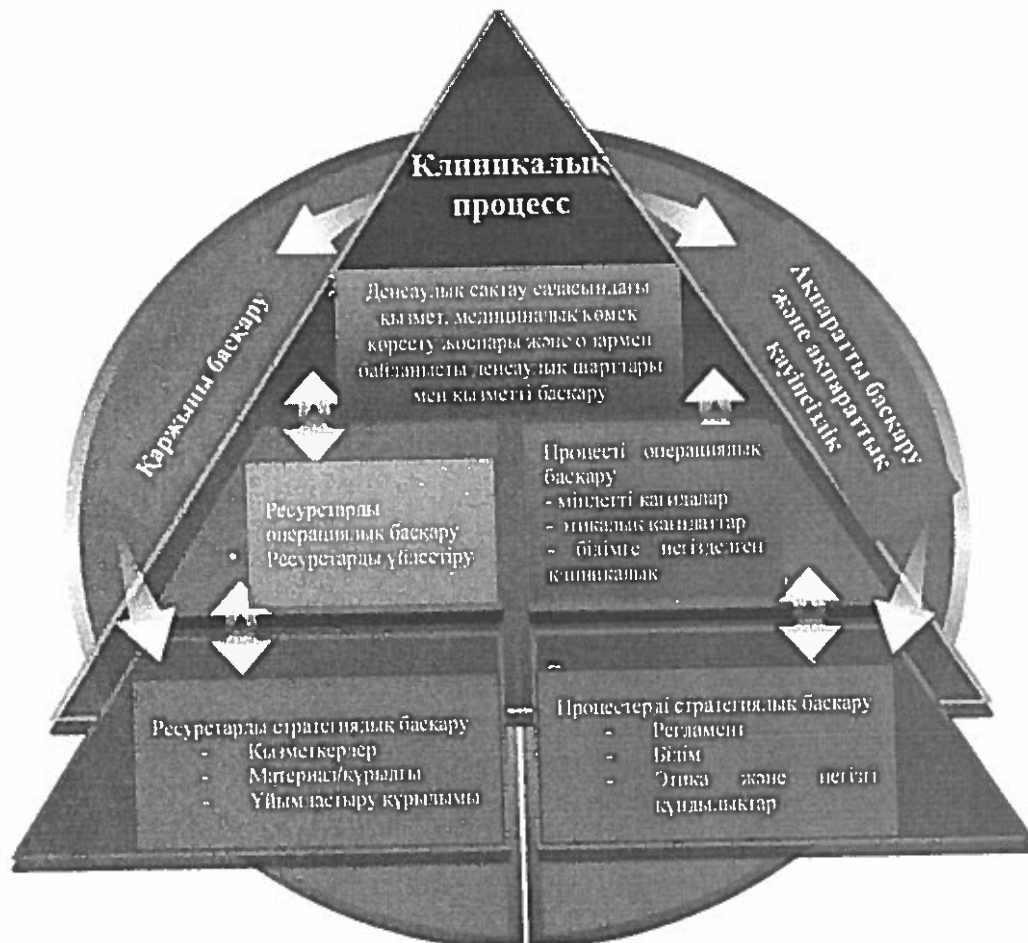 Клиникалық
процесс
Денсаулық сақтау саласындағы
қызмет, медициналық көмек
көрсету жоспары және олармен
байланысты денсаулық шарттары
мен қызметті басқару
Қаржыны басқару
Ақпаратты басқару
және ақпараттық
қауіпсіздік
Ресурстарды
операциялық басқару
Ресурстарды үйлестіру
Процесті операциялық
басқару
- міндетті қағидалар
- этикалық қағидаттар
- білімге негізделген
клиникалық
Ресурстарды стратегиялық басқару
- Қызметкерлер
- Материал/құрылғы
- Ұйымдастыру құрылымы
Процестерді стратегиялық басқару
- Регламент
- Білім
- Этика және негізгі
құндылықтар